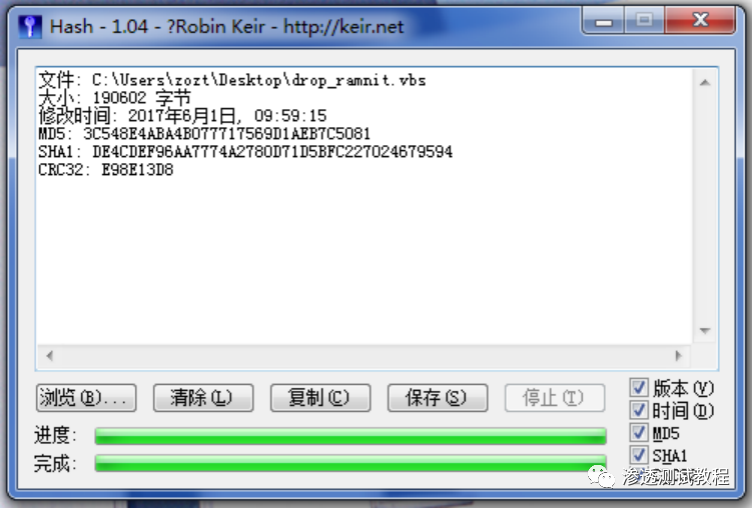 Hash - 1.04 - ?Robin Keir - http://keir.net
文件: C:\Users\zozt\Desktop\drop_ramnit.vbs
大小: 190602 字节
修改时间: 2017年6月1日, 09:59:15
MD5: 3C548E4ABA4B077717569D1AEB7C5081
SHA1: DE4CDEF96AA7774A2780D71D5BFC227024679594
CRC32: E98E13D8
浏览(B)... 清除(L) 复制(C) 保存(S) 停止(T)
版本(V)
时间(D)
MD5
SHA1
进度:
完成:
渗透测试教程